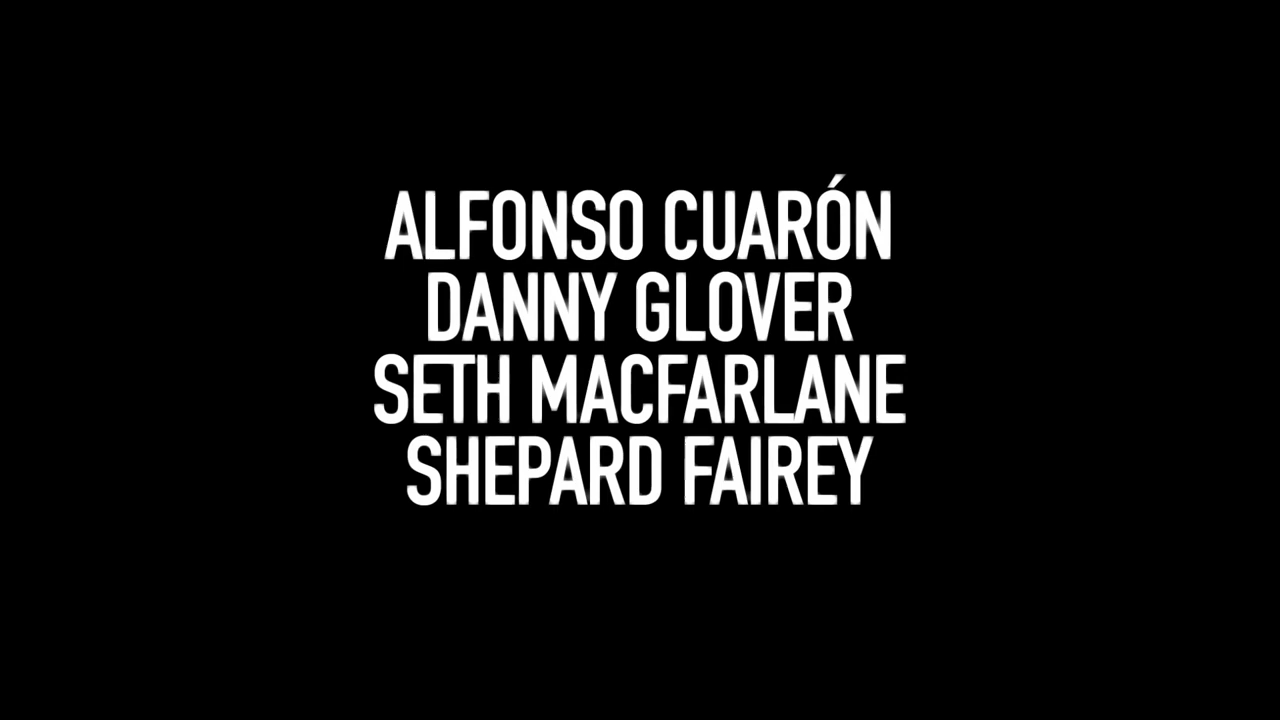 ALFONSO CUARÓN
DANNY GLOVER
SETH MACFARLANE
SHEPARD FAIREY